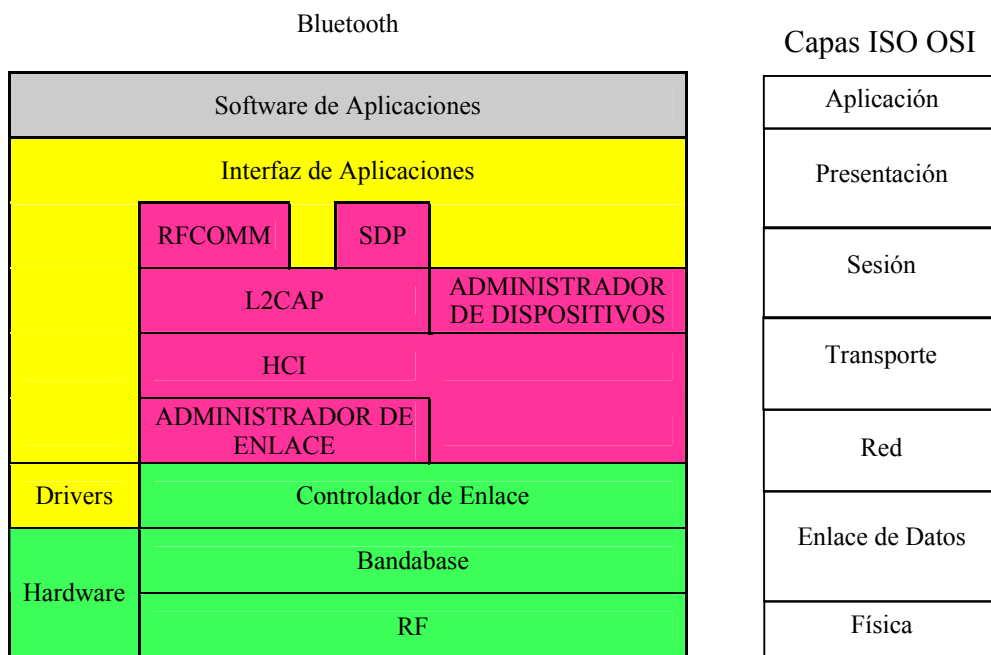 Bluetooth
Software de Aplicaciones
Interfaz de Aplicaciones
RFCOMM
SDP
L2CAP
ADMINISTRADOR
DE DISPOSITIVOS
HCI
ADMINISTRADOR DE
ENLACE
Drivers
Controlador de Enlace
Hardware
Bandabase
RF
Capas ISO OSI
Aplicación
Presentación
Sesión
Transporte
Red
Enlace de Datos
Física